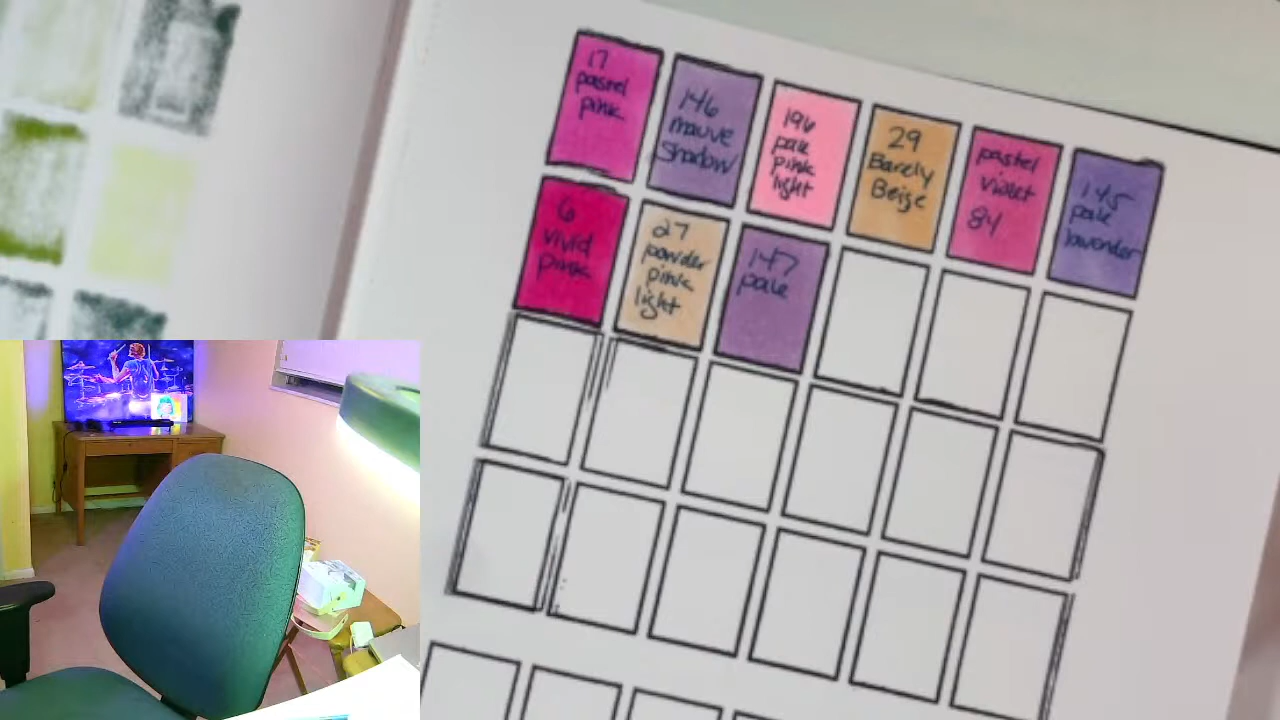 17
pastel
pink
146
mauve
shadow
196
pale
pink
light
29
Barely
Beige
pastel
violet
84
145
pale
lavender
6
vivid
pink
27
powder
pink
light
147
pale